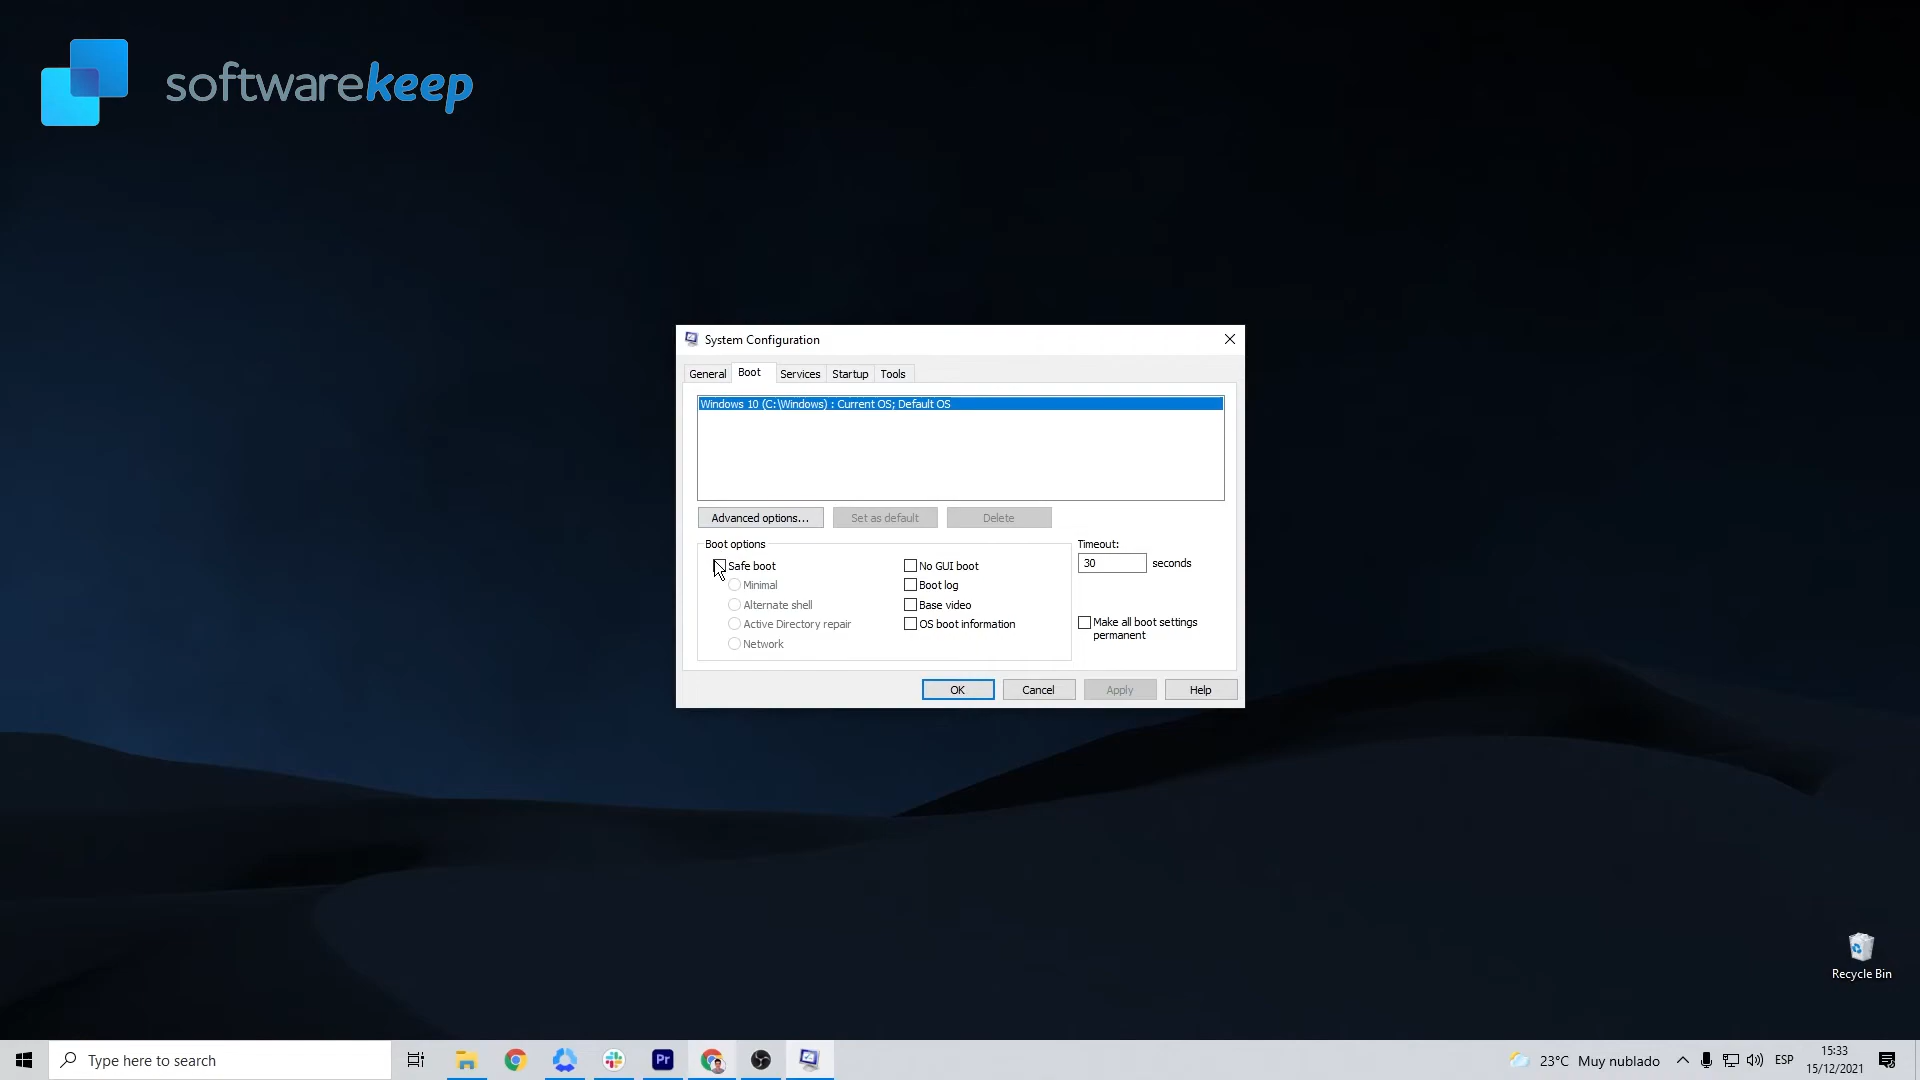 softwarekeep
System Configuration
General Boot Services Startup Tools
Windows 10 (C:\Windows) : Current OS; Default OS
Advanced options... Set as default Delete
Boot options
Safe boot
Minimal
Alternate shell
Active Directory repair
Network
No GUI boot
Boot log
Base video
OS boot information
Timeout:
30 seconds
Make all boot settings
permanent
OK Cancel Apply Help
Recycle Bin
Type here to search
Pr
23°C Muy nublado
ESP
15:33
15/12/2021